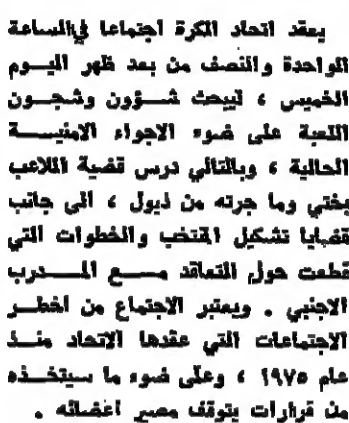 يعقد اتحاد الكرة اجتماعا في الساعة
الواحدة والنصف من بعد ظهر اليوم
الخميس ، ليبحث شؤون وشجون
اللعبة على ضوء الاجواء الامنية
الحالية ، وبالتالي درس قضية اللاعب
بختي وما جرته من ذيول ، الى جانب
قضايا تشكيل المنتخب والخطوات التي
قطعت حول التعاقد مع المدرب
الاجنبي . ويعتبر الاجتماع من اخطر
الاجتماعات التي عقدها الاتحاد منذ
عام ١٩٧٥ ، وعلى ضوء ما سيتخذه
من قرارات يتوقف مصير اعضائه .